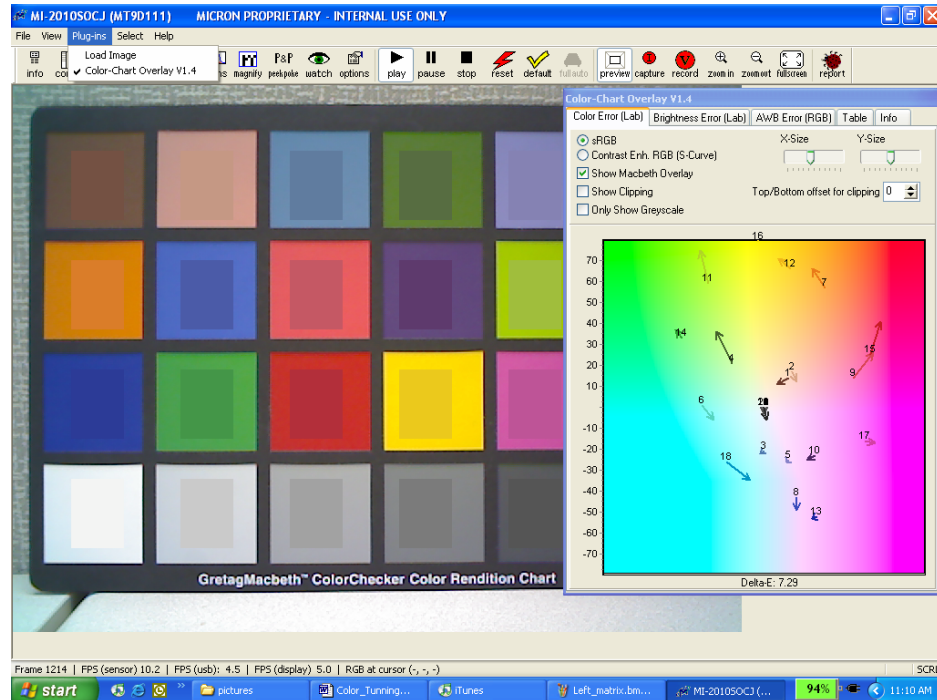 MI-2010SOCJ (MT9D111) MICRON PROPRIETARY - INTERNAL USE ONLY
File View Plug-ins Select Help
Load Image
✓ Color-Chart Overlay V1.4
info magnify peekpoke watch options play pause stop reset default fullauto preview capture record zoom in zoom out fullscreen report
Color-Chart Overlay V1.4
Color Error (Lab) Brightness Error (Lab) AWB Error (RGB) Table Info
sRGB X-Size Y-Size
Contrast Enh. RGB (S-Curve)
Show Macbeth Overlay
Show Clipping Top/Bottom offset for clipping 0
Only Show Greyscale
16
70
60
50
40
30
20
10
-10
-20
-30
-40
-50
-60
-70
12
11
7
14
15
4
2
1
9
6
17
3
10
5
18
8
13
Delta-E: 7.29
GretagMacbeth™ ColorChecker Color Rendition Chart
Frame 1214 | FPS (sensor) 10.2 | FPS (usb): 4.5 | FPS (display) 5.0 | RGB at cursor (-, -, -) SCRL
start pictures Color_Tunning... iTunes Left_matrix.bm... MI-2010SOCJ (... 94% 11:10 AM